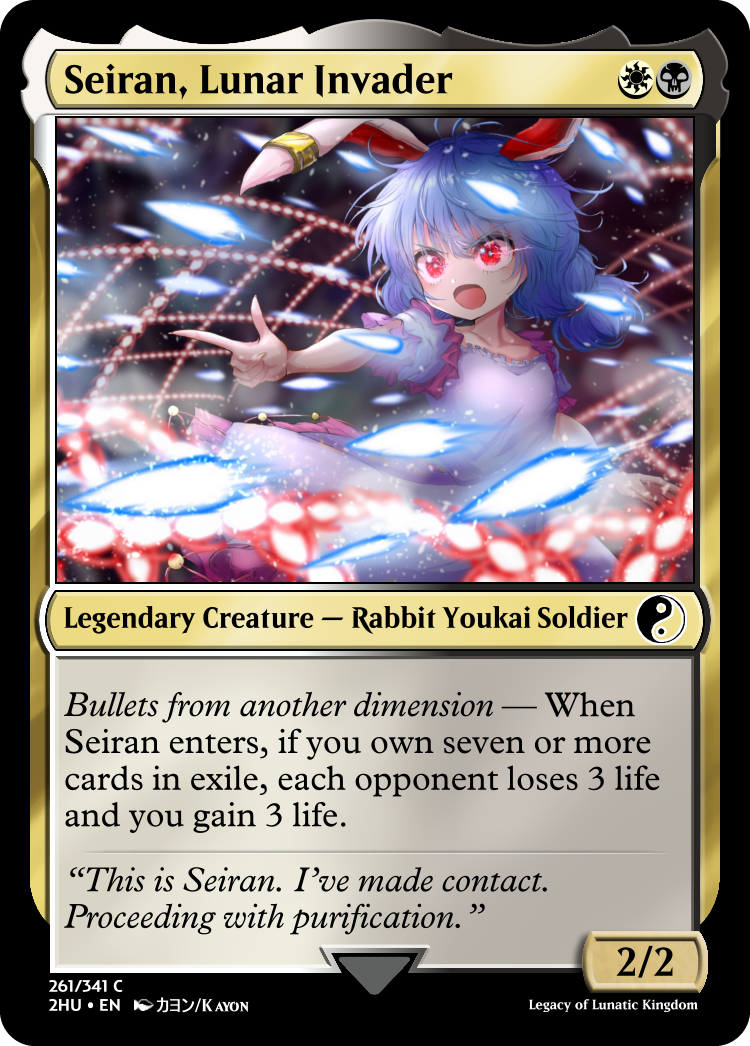 Seiran, Lunar Invader
Legendary Creature — Rabbit Youkai Soldier
Bullets from another dimension — When
Seiran enters, if you own seven or more
cards in exile, each opponent loses 3 life
and you gain 3 life.
“This is Seiran. I’ve made contact.
Proceeding with purification.”
2/2
261/341 C
2HU • EN カヨン/Kayon
Legacy of Lunatic Kingdom